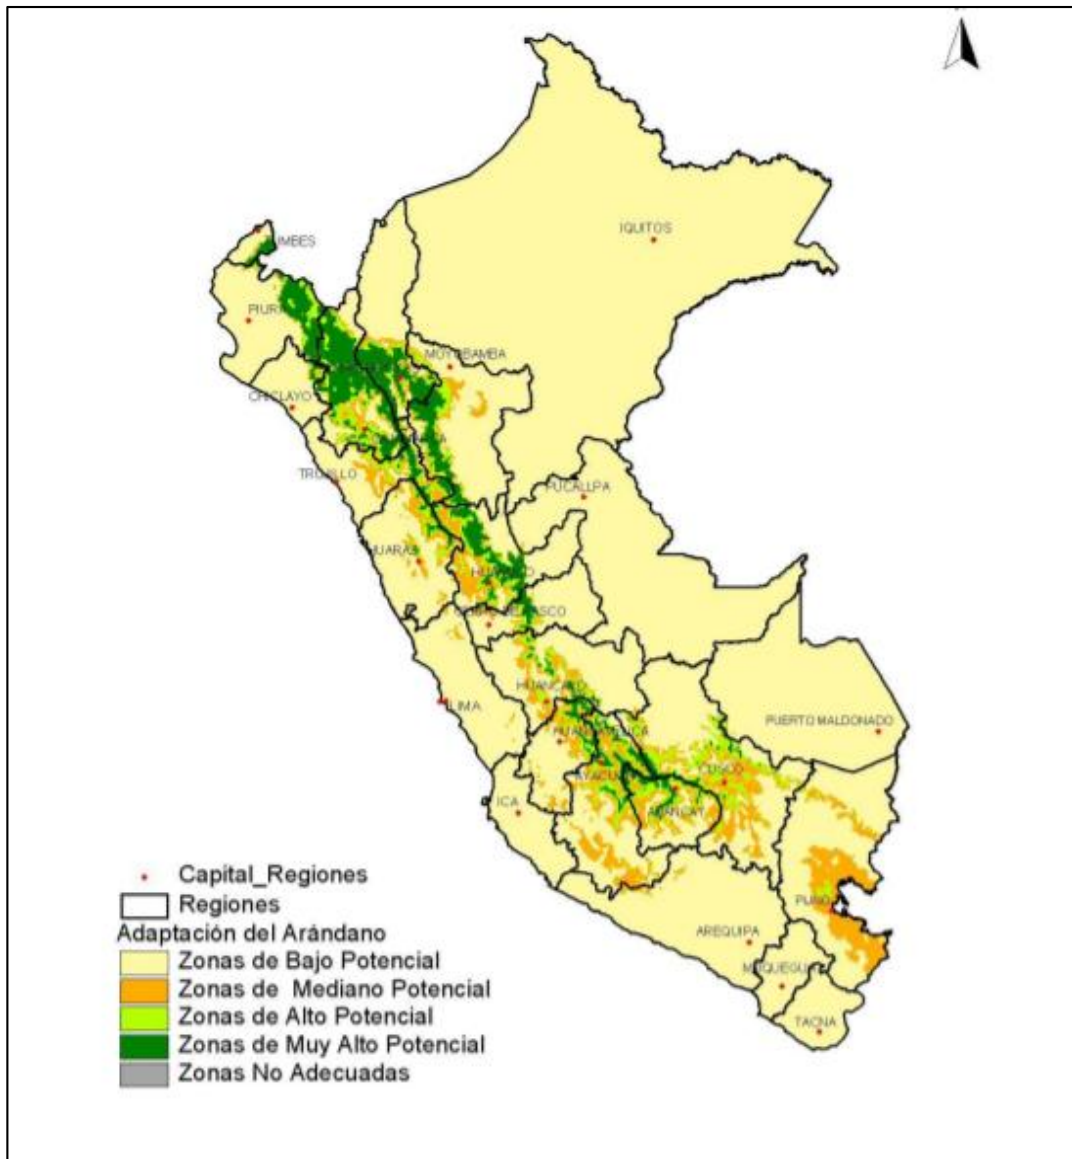 IQUITOS
MOYOBAMBA
CHICLAYO
TRUJILLO
PUCALLPA
HUANCAYO
LIMA
PUERTO MALDONADO
CUSCO
ICA
ABANCAY
PUNO
AREQUIPA
TACNA
Capital_Regiones
Regiones
Adaptación del Arándano
Zonas de Bajo Potencial
Zonas de Mediano Potencial
Zonas de Alto Potencial
Zonas de Muy Alto Potencial
Zonas No Adecuadas